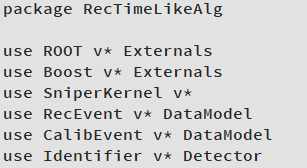 package RecTimeLikeAlg

use ROOT v* Externals
use Boost v* Externals
use SniperKernel v*
use RecEvent v* DataModel
use CalibEvent v* DataModel
use Identifier v* Detector